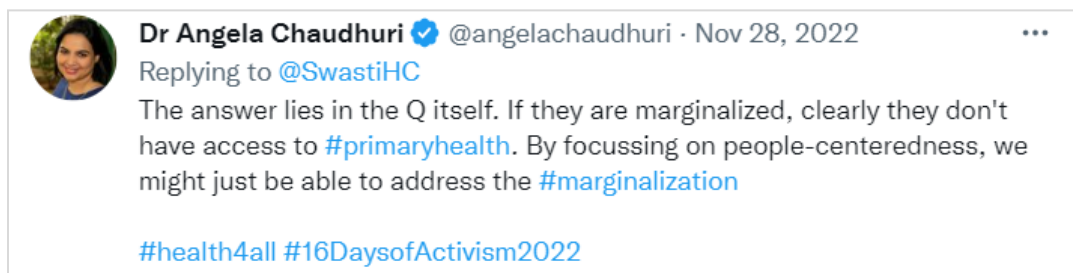 Dr Angela Chaudhuri @angelachaudhuri · Nov 28, 2022
Replying to @SwastiHC
The answer lies in the Q itself. If they are marginalized, clearly they don't
have access to #primaryhealth. By focussing on people-centeredness, we
might just be able to address the #marginalization
#health4all #16DaysofActivism2022